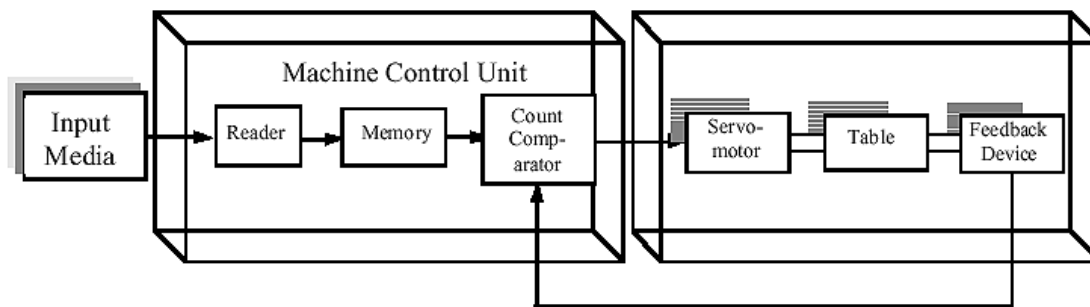 Machine Control Unit
Input
Media
Reader
Memory
Count
Comp-
arator
Servo-
motor
Table
Feedback
Device